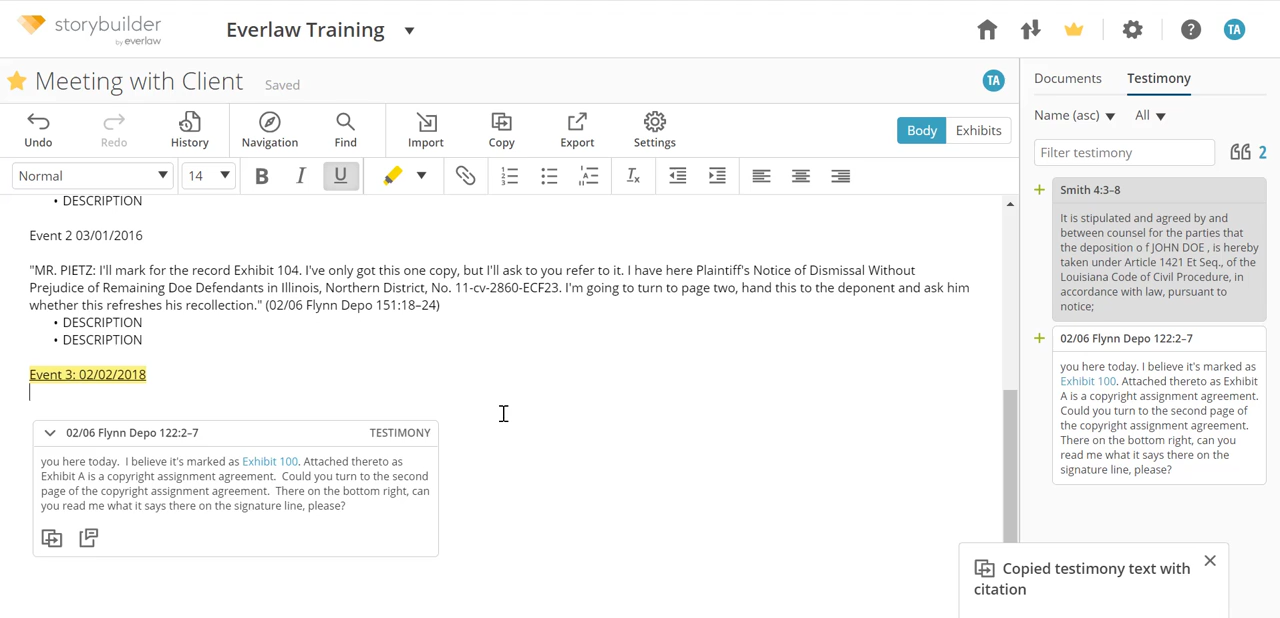 storybuilder
by everlaw
Everlaw Training
TA
Meeting with Client
Saved
TA
Undo
Redo
History
Navigation
Find
Import
Copy
Export
Settings
Body
Exhibits
Normal
14
B
I
U
• DESCRIPTION
Event 2 03/01/2016
"MR. PIETZ: I'll mark for the record Exhibit 104. I've only got this one copy, but I'll ask to you refer to it. I have here Plaintiff's Notice of Dismissal Without
Prejudice of Remaining Doe Defendants in Illinois, Northern District, No. 11-cv-2860-ECF23. I'm going to turn to page two, hand this to the deponent and ask him
whether this refreshes his recollection." (02/06 Flynn Depo 151:18–24)
• DESCRIPTION
• DESCRIPTION
Event 3: 02/02/2018
02/06 Flynn Depo 122:2–7
TESTIMONY
you here today. I believe it's marked as Exhibit 100. Attached thereto as
Exhibit A is a copyright assignment agreement. Could you turn to the second
page of the copyright assignment agreement. There on the bottom right, can
you read me what it says there on the signature line, please?
Documents
Testimony
Name (asc)
All
Filter testimony
2
Smith 4:3–8
It is stipulated and agreed by and
between counsel for the parties that
the deposition o f JOHN DOE , is hereby
taken under Article 1421 Et Seq., of the
Louisiana Code of Civil Procedure, in
accordance with law, pursuant to
notice;
02/06 Flynn Depo 122:2–7
you here today. I believe it's marked as
Exhibit 100. Attached thereto as Exhibit
A is a copyright assignment agreement.
Could you turn to the second page of
the copyright assignment agreement.
There on the bottom right, can you
read me what it says there on the
signature line, please?
Copied testimony text with
citation